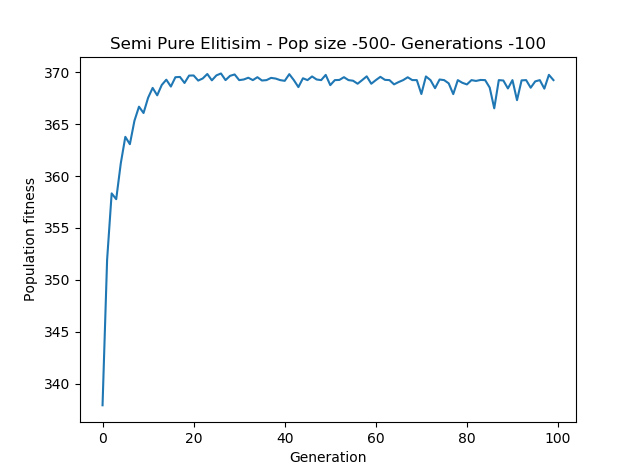 Semi Pure Elitisim - Pop size -500- Generations -100
Population fitness
370
365
360
355
350
345
340
0 20 40 60 80 100
Generation